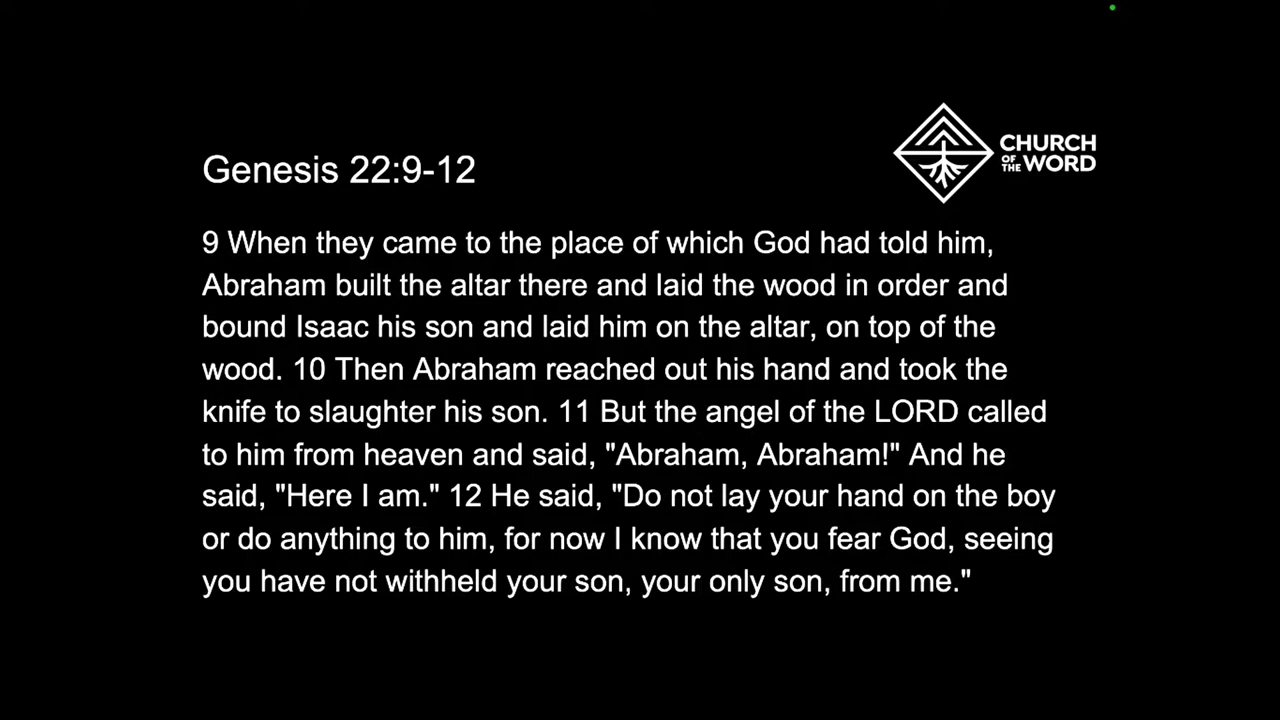 CHURCH
OF THE WORD
Genesis 22:9-12
9 When they came to the place of which God had told him,
Abraham built the altar there and laid the wood in order and
bound Isaac his son and laid him on the altar, on top of the
wood. 10 Then Abraham reached out his hand and took the
knife to slaughter his son. 11 But the angel of the LORD called
to him from heaven and said, "Abraham, Abraham!" And he
said, "Here I am." 12 He said, "Do not lay your hand on the boy
or do anything to him, for now I know that you fear God, seeing
you have not withheld your son, your only son, from me."